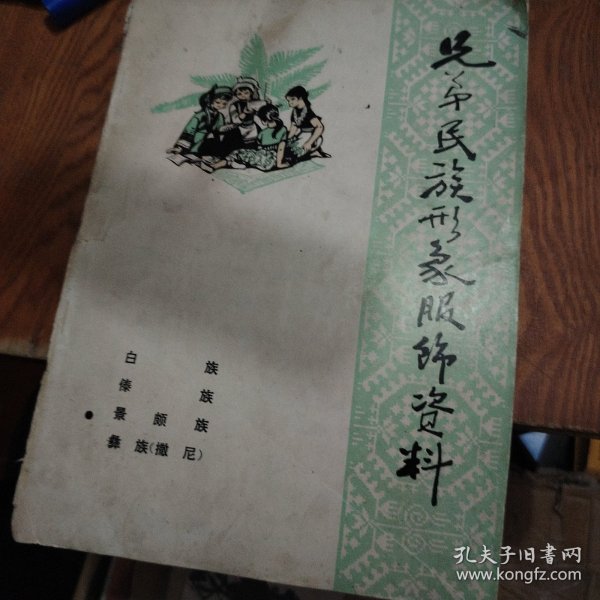 兄弟民族形象服饰资料
白族
傣族
景颇族
彝族(撒尼)
孔夫子旧书网
www.kongfz.com